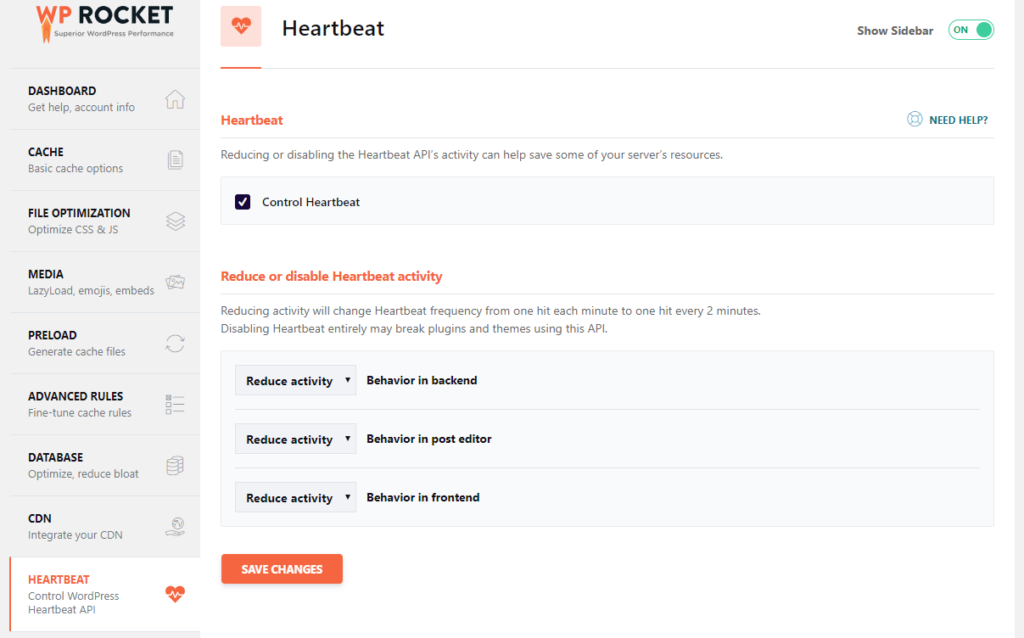 WP ROCKET
Superior WordPress Performance
DASHBOARD
Get help, account info
CACHE
Basic cache options
FILE OPTIMIZATION
Optimize CSS & JS
MEDIA
LazyLoad, emojis, embeds
PRELOAD
Generate cache files
ADVANCED RULES
Fine-tune cache rules
DATABASE
Optimize, reduce bloat
CDN
Integrate your CDN
HEARTBEAT
Control WordPress
Heartbeat API
Heartbeat
Show Sidebar
ON
Heartbeat
NEED HELP?
Reducing or disabling the Heartbeat API's activity can help save some of your server's resources.
Control Heartbeat
Reduce or disable Heartbeat activity
Reducing activity will change Heartbeat frequency from one hit each minute to one hit every 2 minutes.
Disabling Heartbeat entirely may break plugins and themes using this API.
Reduce activity Behavior in backend
Reduce activity Behavior in post editor
Reduce activity Behavior in frontend
SAVE CHANGES